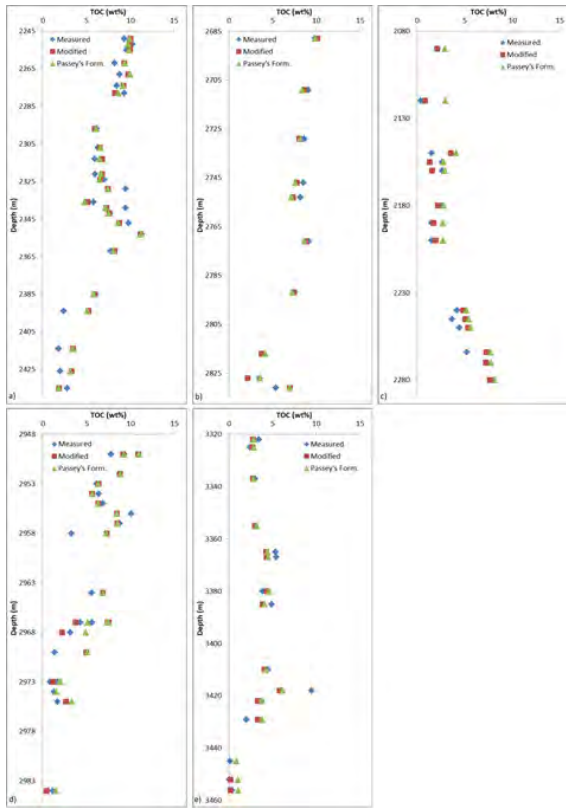 TOC (wt%) TOC (wt%) TOC (wt%)
0 5 10 15 0 5 10 15 0 5 10 15
Depth (m)
2245
2265
2285
2305
2325
2345
2365
2385
2405
2425
Measured
Modified
Passey's Form.
a)
Depth (m)
2685
2705
2725
2745
2765
2785
2805
2825
Measured
Modified
Passey's Form.
b)
Depth (m)
2080
2130
2180
2230
2280
Measured
Modified
Passey's Form.
c)
TOC (wt%) TOC (wt%)
0 5 10 15 0 5 10 15
Depth (m)
2948
2953
2958
2963
2968
2973
2978
2983
Measured
Modified
Passey's Form.
d)
Depth (m)
3320
3360
3380
3400
3420
3440
3460
Measured
Modified
Passey's Form.
e)